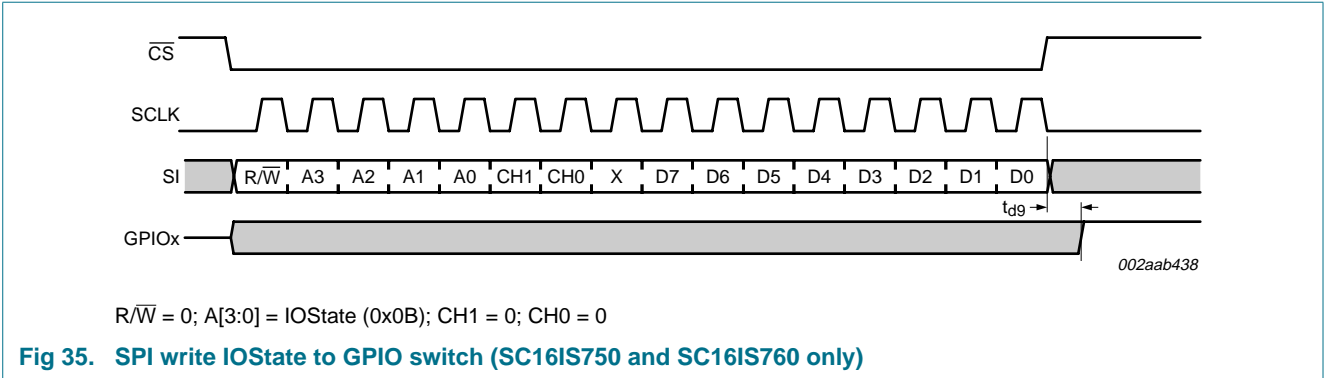 C̅S̅
SCLK
SI R/W̅ A3 A2 A1 A0 CH1 CH0 X D7 D6 D5 D4 D3 D2 D1 D0
td9
GPIOx
002aab438
R/W̅ = 0; A[3:0] = IOState (0x0B); CH1 = 0; CH0 = 0
Fig 35. SPI write IOState to GPIO switch (SC16IS750 and SC16IS760 only)